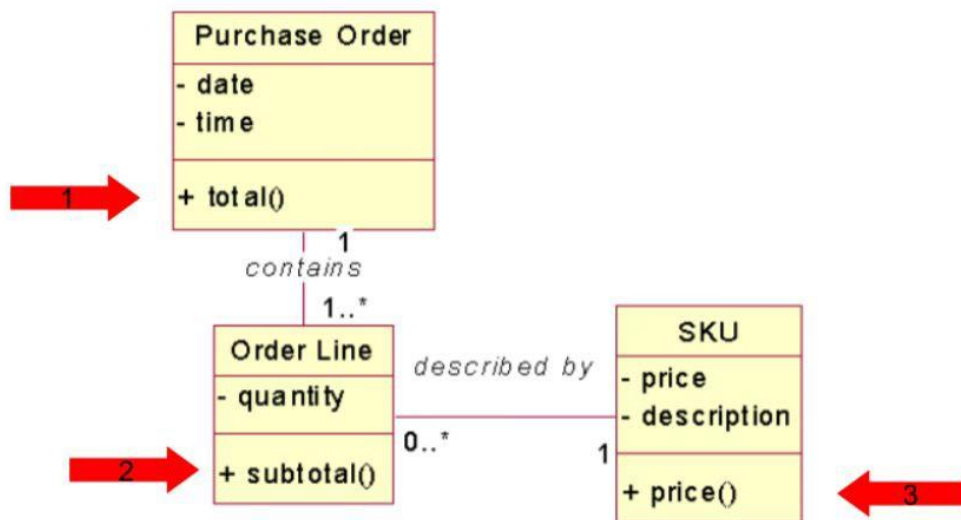 Purchase Order
- date
- time
1
+ total()
1
contains
1..*
Order Line
- quantity
2
+ subtotal()
described by
0..*
1
SKU
- price
- description
+ price()
3